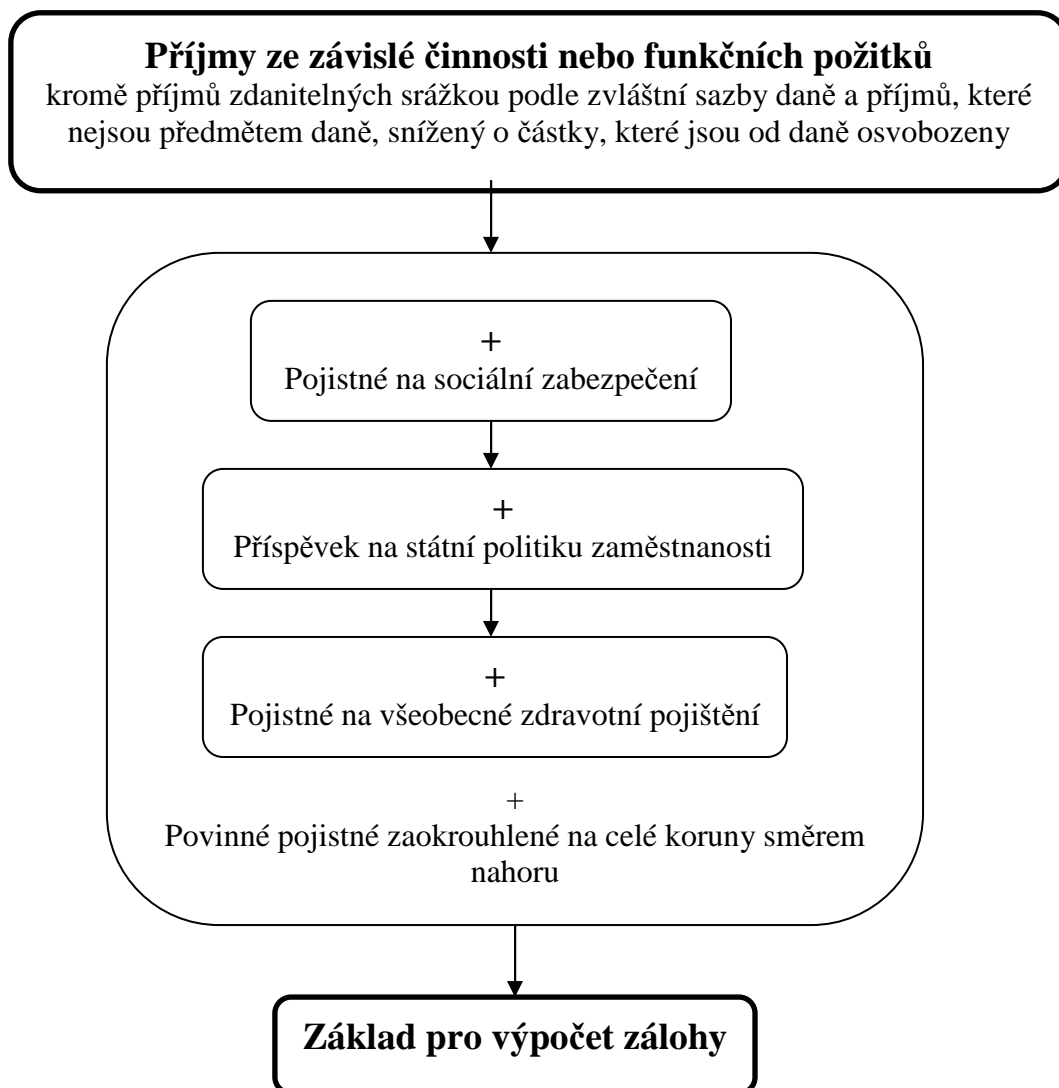 Příjmy ze závislé činnosti nebo funkčních požitků
kromě příjmů zdanitelných srážkou podle zvláštní sazby daně a příjmů, které
nejsou předmětem daně, snížený o částky, které jsou od daně osvobozeny
+
Pojistné na sociální zabezpečení
+
Příspěvek na státní politiku zaměstnanosti
+
Pojistné na všeobecné zdravotní pojištění
+
Povinné pojistné zaokrouhlené na celé koruny směrem
nahoru
Základ pro výpočet zálohy